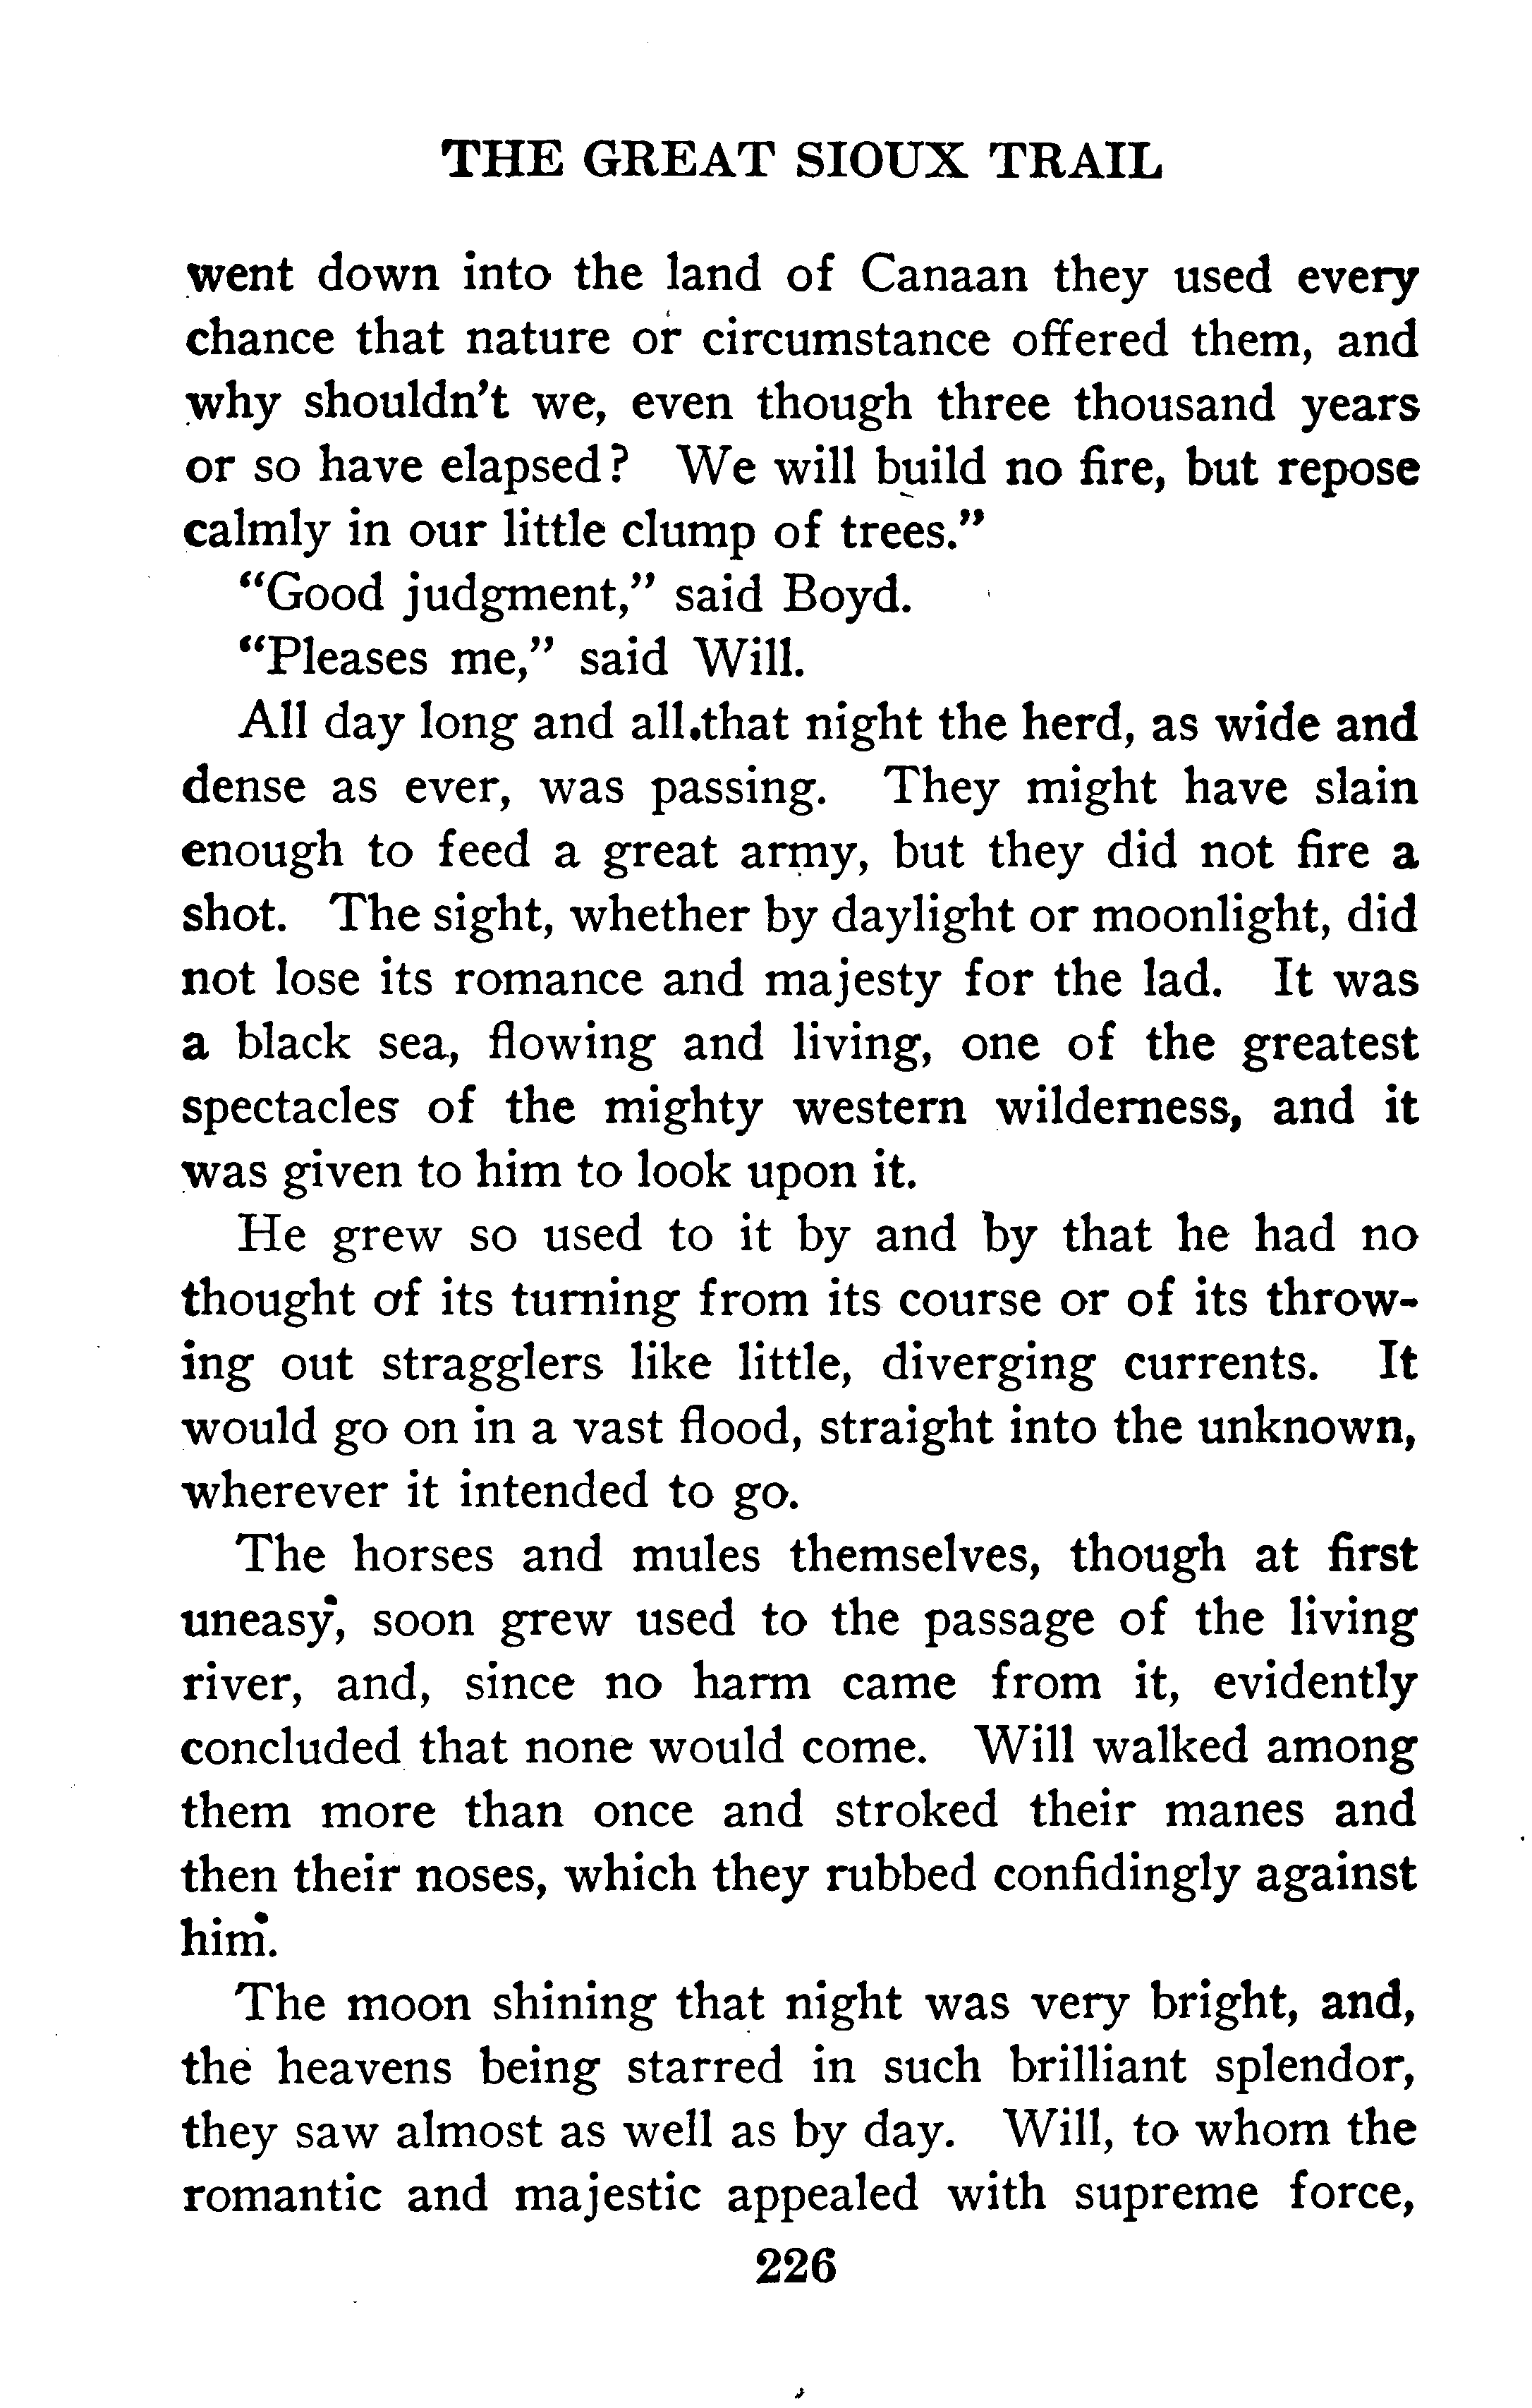 THE GREAT SIOUX TRAIL
went down into the land of Canaan they used every
chance that nature or circumstance offered them, and
why shouldn't we, even though three thousand years
or so have elapsed? We will build no fire, but repose
calmly in our little clump of trees."
"Good judgment," said Boyd.
"Pleases me," said Will.
All day long and all that night the herd, as wide and
dense as ever, was passing. They might have slain
enough to feed a great army, but they did not fire a
shot. The sight, whether by daylight or moonlight, did
not lose its romance and majesty for the lad. It was
a black sea, flowing and living, one of the greatest
spectacles of the mighty western wilderness, and it
was given to him to look upon it.
He grew so used to it by and by that he had no
thought of its turning from its course or of its throw-
ing out stragglers like little, diverging currents. It
would go on in a vast flood, straight into the unknown,
wherever it intended to go.
The horses and mules themselves, though at first
uneasy, soon grew used to the passage of the living
river, and, since no harm came from it, evidently
concluded that none would come. Will walked among
them more than once and stroked their manes and
then their noses, which they rubbed confidingly against
him.
The moon shining that night was very bright, and,
the heavens being starred in such brilliant splendor,
they saw almost as well as by day. Will, to whom the
romantic and majestic appealed with supreme force,
226